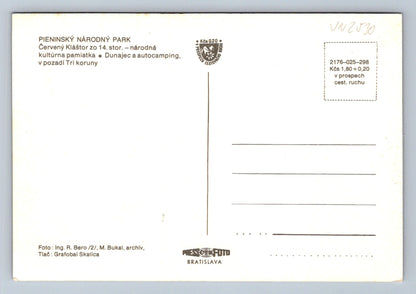 PIENINSKÝ NÁRODNÝ PARK
Červený Kláštor zo 14. stor. – národná
kultúrna pamiatka ● Dunajec a autocamping,
v pozadí Tri koruny
Kčs 0,20
2176–025–298
Kčs 1,80 + 0,20
v prospech
cest. ruchu
Foto : Ing. R. Bero /2/, M. Bukai, archív,
Tlač : Grafobal Skalica
PRESSFOTO
BRATISLAVA